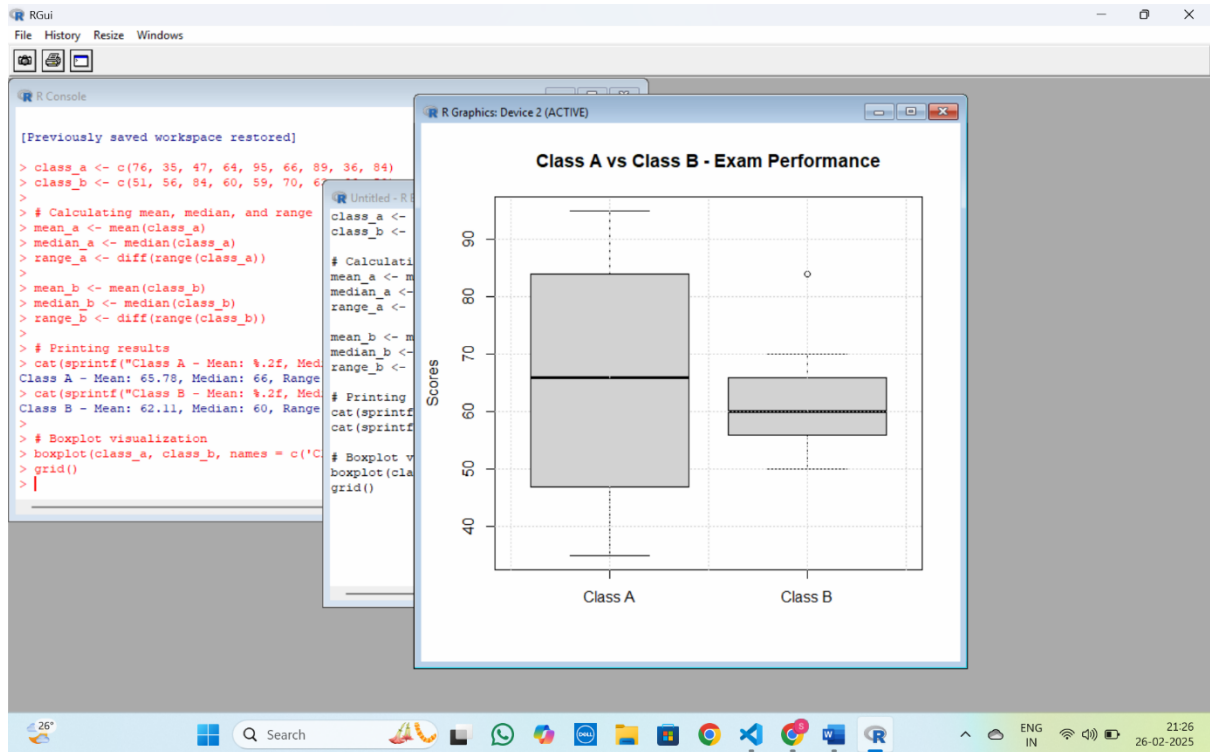 RGui
File History Resize Windows
R Console
[Previously saved workspace restored]
> class_a <- c(76, 35, 47, 64, 95, 66, 89, 36, 84)
> class_b <- c(51, 56, 84, 60, 59, 70, 6
>
> # Calculating mean, median, and range
> mean_a <- mean(class_a)
> median_a <- median(class_a)
> range_a <- diff(range(class_a))
>
> mean_b <- mean(class_b)
> median_b <- median(class_b)
> range_b <- diff(range(class_b))
>
> # Printing results
> cat(sprintf("Class A - Mean: %.2f, Med
Class A - Mean: 65.78, Median: 66, Range
> cat(sprintf("Class B - Mean: %.2f, Med
Class B - Mean: 62.11, Median: 60, Range
>
> # Boxplot visualization
> boxplot(class_a, class_b, names = c('C
> grid()
>
Untitled - R E
class_a <-
class_b <-
# Calculati
mean_a <- m
median_a <-
range_a <-
mean_b <- m
median_b <-
range_b <-
# Printing
cat(sprintf
cat(sprintf
# Boxplot v
boxplot(cla
grid()
R Graphics: Device 2 (ACTIVE)
Class A vs Class B - Exam Performance
Scores
90
80
70
60
50
40
Class A
Class B
26°
Search
DELL
ENG
IN
21:26
26-02-2025